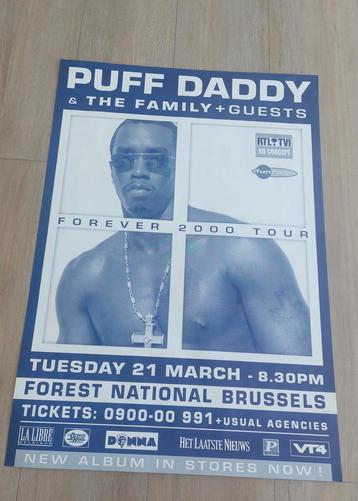 PUFF DADDY
& THE FAMILY+GUESTS
RTL TVi
en concert
fun radio
FOREVER 2000 TOUR
TUESDAY 21 MARCH - 8.30PM
FOREST NATIONAL BRUSSELS
TICKETS: 0900-00 991 +USUAL AGENCIES
LA LIBRE DONNA HET LAATSTE NIEUWS P VT4
NEW ALBUM IN STORES NOW!